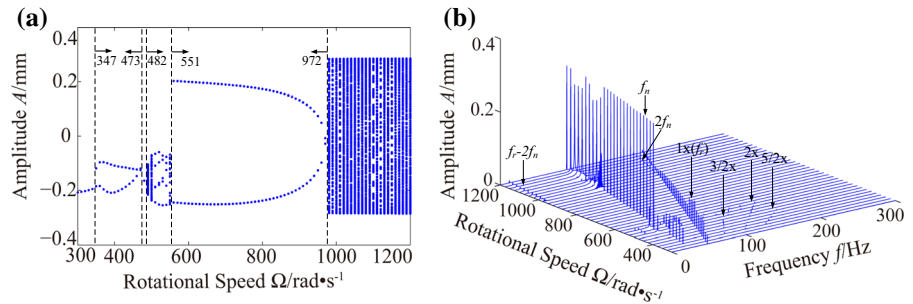 (a)
Amplitude A/mm
0.4
0.2
0
−0.2
−0.4
347 473 482 551 972
300 400 600 800 1000 1200
Rotational Speed Ω/rad•s⁻¹
(b)
Amplitude A/mm
0.4
0.2
0
fₙ
2fₙ
1x(fᵣ)
2x 5/2x
3/2x
fᵣ-2fₙ
1200
1000
800
600
400
0
100
200
300
Rotational Speed Ω/rad•s⁻¹
Frequency f/Hz